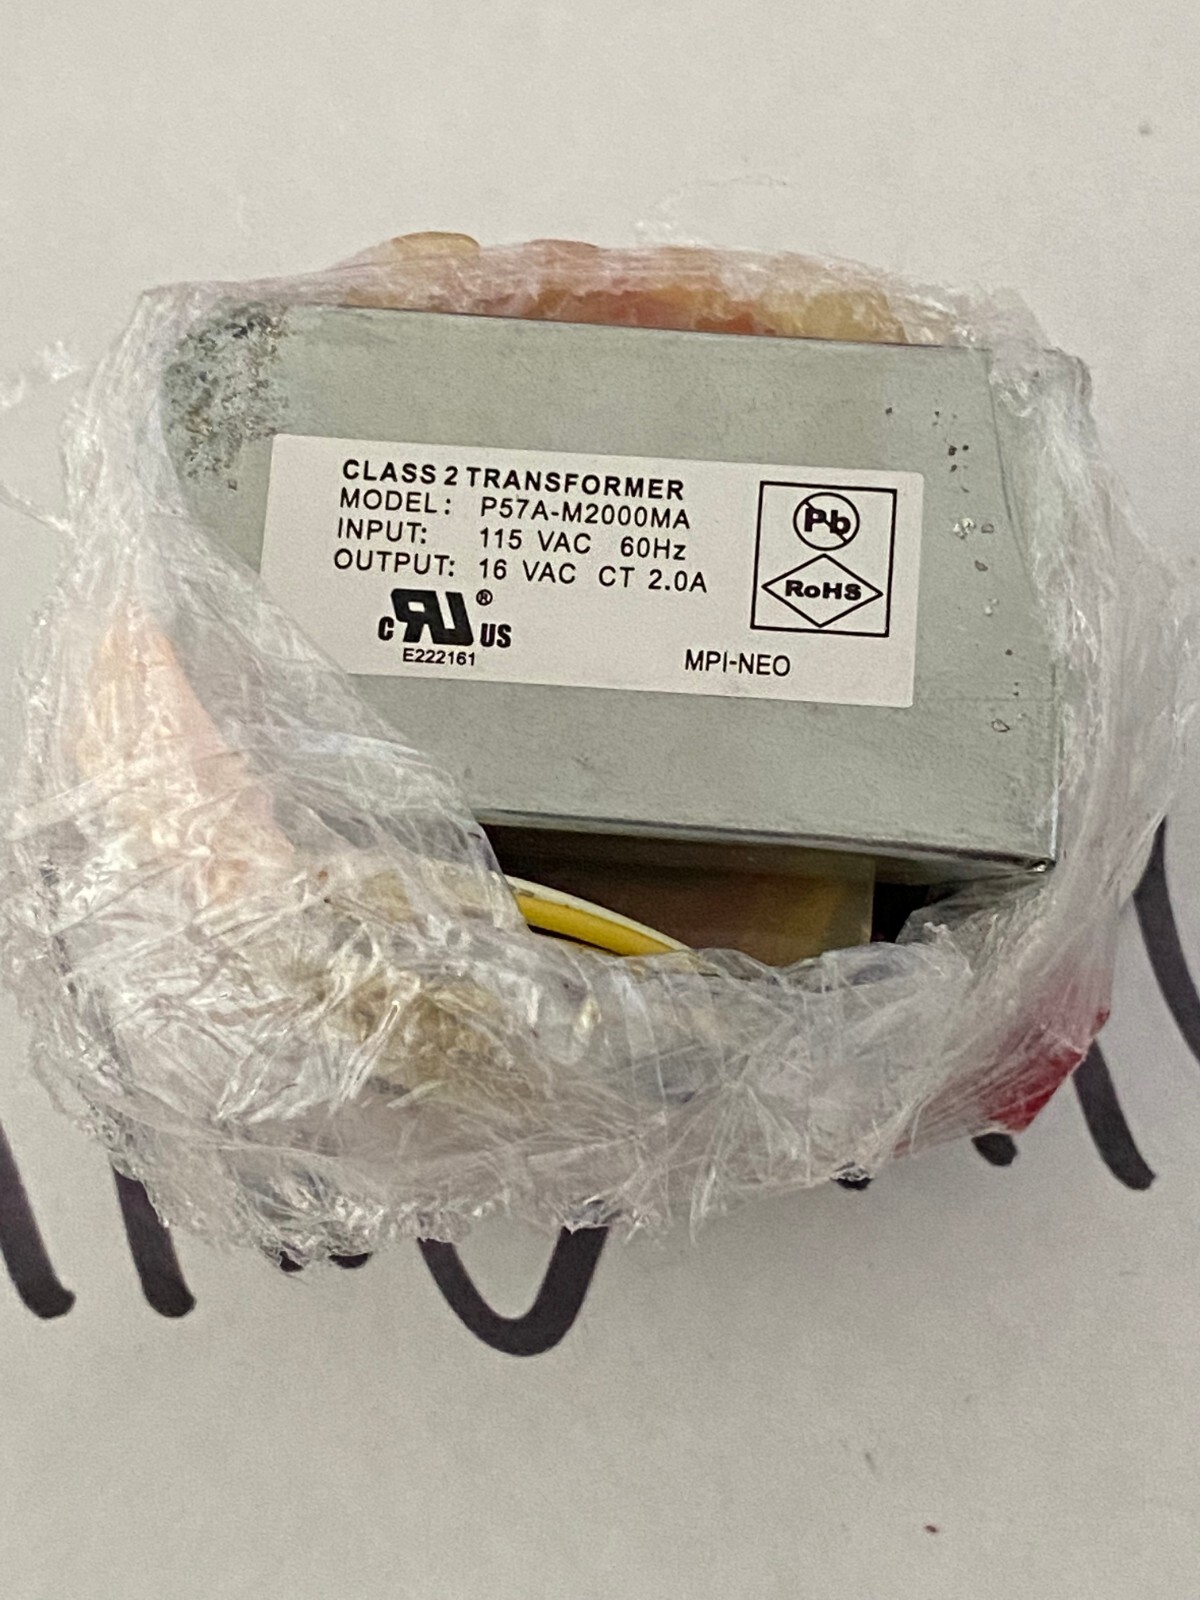 CLASS 2 TRANSFORMER
MODEL: P57A-M2000MA
INPUT: 115 VAC 60Hz
OUTPUT: 16 VAC CT 2.0A
c RU ® US
E222161
Pb
RoHS
MPI-NEO